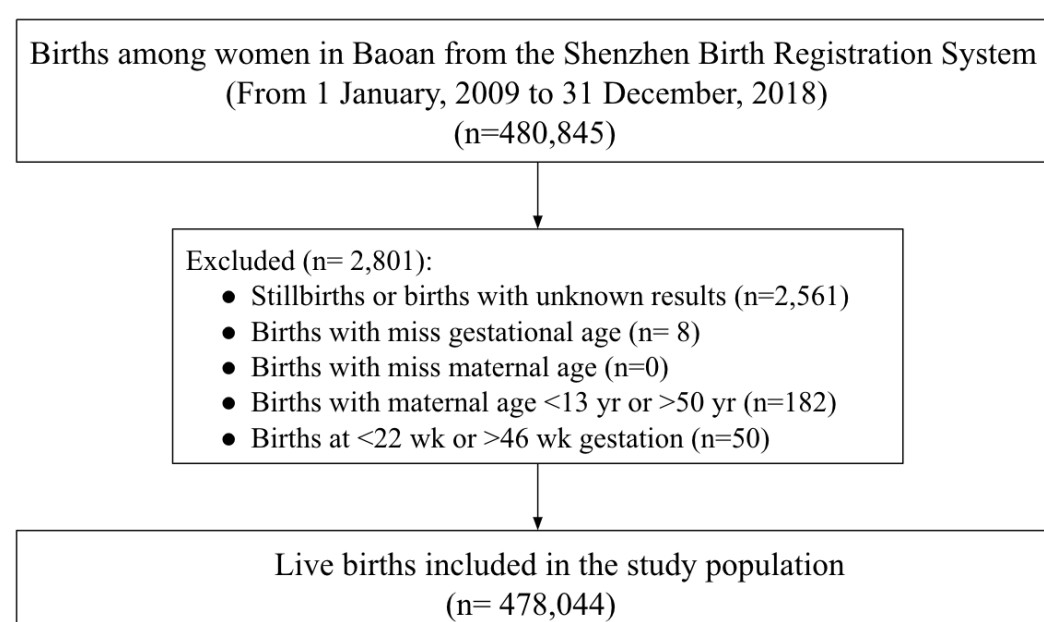 Births among women in Baoan from the Shenzhen Birth Registration System
(From 1 January, 2009 to 31 December, 2018)
(n=480,845)
Excluded (n= 2,801):
● Stillbirths or births with unknown results (n=2,561)
● Births with miss gestational age (n= 8)
● Births with miss maternal age (n=0)
● Births with maternal age <13 yr or >50 yr (n=182)
● Births at <22 wk or >46 wk gestation (n=50)
Live births included in the study population
(n= 478,044)